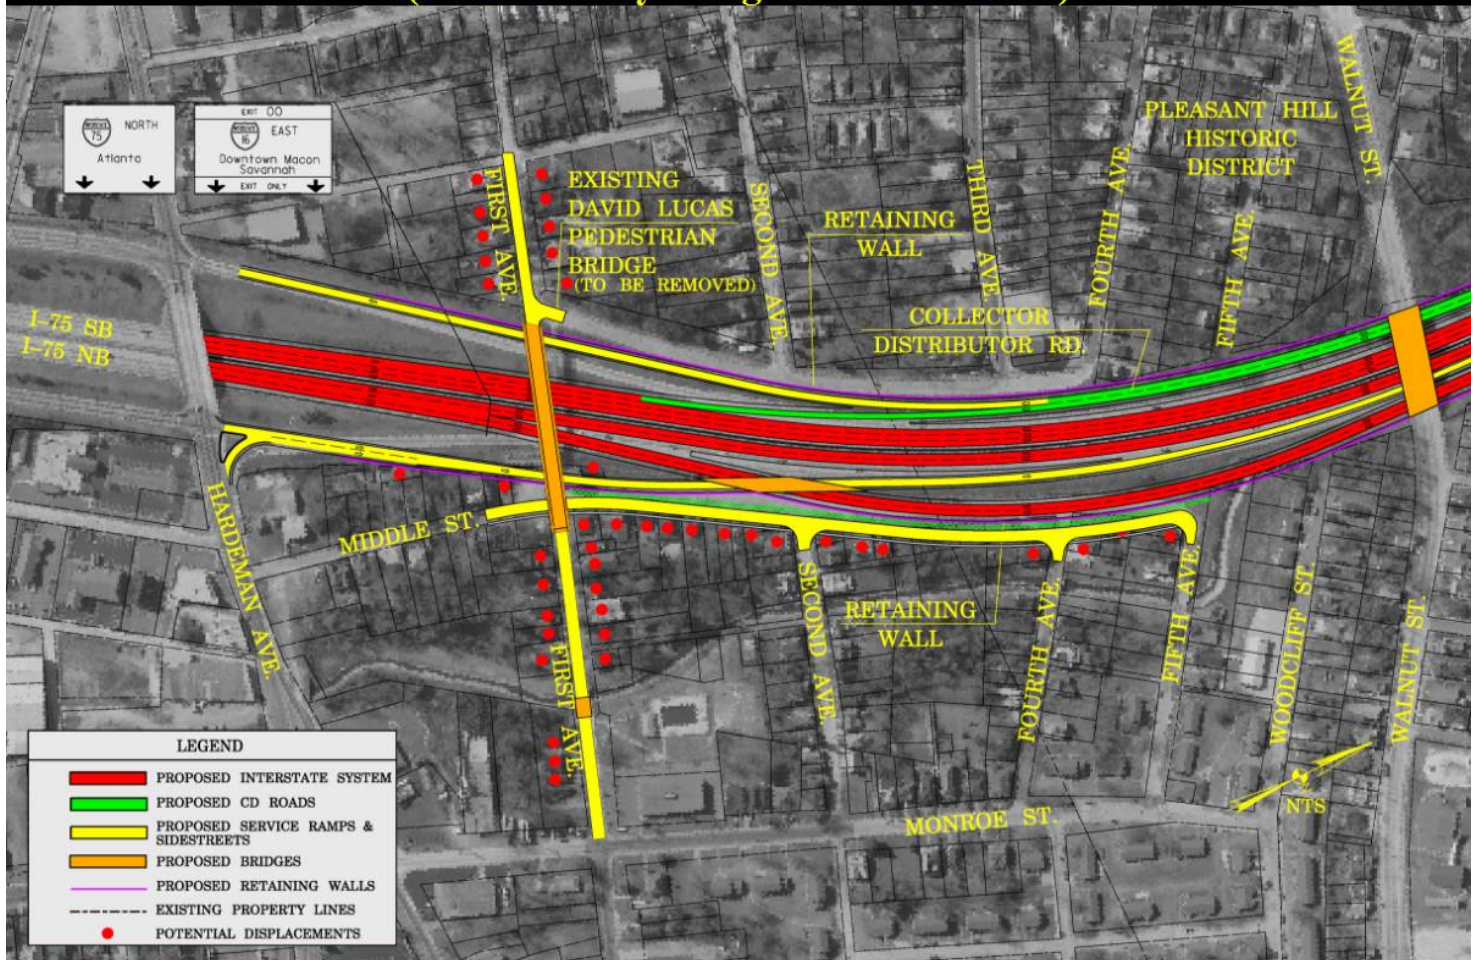 NORTH
75
Atlanta
EXIT 00
16
EAST
Downtown Macon
Savannah
EXIT ONLY
I-75 SB
I-75 NB
FIRST AVE.
EXISTING
DAVID LUCAS
PEDESTRIAN
BRIDGE
(TO BE REMOVED)
SECOND AVE.
RETAINING
WALL
THIRD AVE.
FOURTH AVE.
PLEASANT HILL
HISTORIC
DISTRICT
FIFTH AVE.
WALNUT ST.
COLLECTOR
DISTRIBUTOR RD.
HARDEMAN AVE.
MIDDLE ST.
FIRST AVE.
SECOND AVE.
RETAINING
WALL
FOURTH AVE.
FIFTH AVE.
WOODCLIFF ST.
WALNUT ST.
MONROE ST.
NTS
LEGEND
PROPOSED INTERSTATE SYSTEM
PROPOSED CD ROADS
PROPOSED SERVICE RAMPS &
SIDESTREETS
PROPOSED BRIDGES
PROPOSED RETAINING WALLS
EXISTING PROPERTY LINES
POTENTIAL DISPLACEMENTS